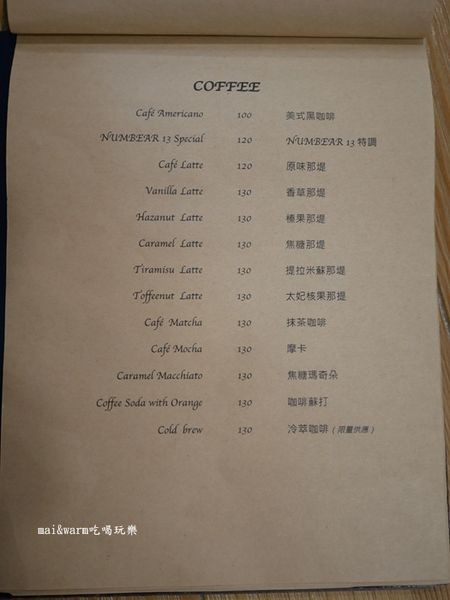 COFFEE
Café Americano 100 美式黑咖啡
NUMBEAR 13 Special 120 NUMBEAR 13 特調
Café Latte 120 原味那堤
Vanilla Latte 130 香草那堤
Hazanut Latte 130 榛果那堤
Caramel Latte 130 焦糖那堤
Tiramisu Latte 130 提拉米蘇那堤
Toffeenut Latte 130 太妃核果那提
Café Matcha 130 抹茶咖啡
Café Mocha 130 摩卡
Caramel Macchiato 130 焦糖瑪奇朵
Coffee Soda with Orange 130 咖啡蘇打
Cold brew 130 冷萃咖啡 (限量供應)
mai&warm吃喝玩樂